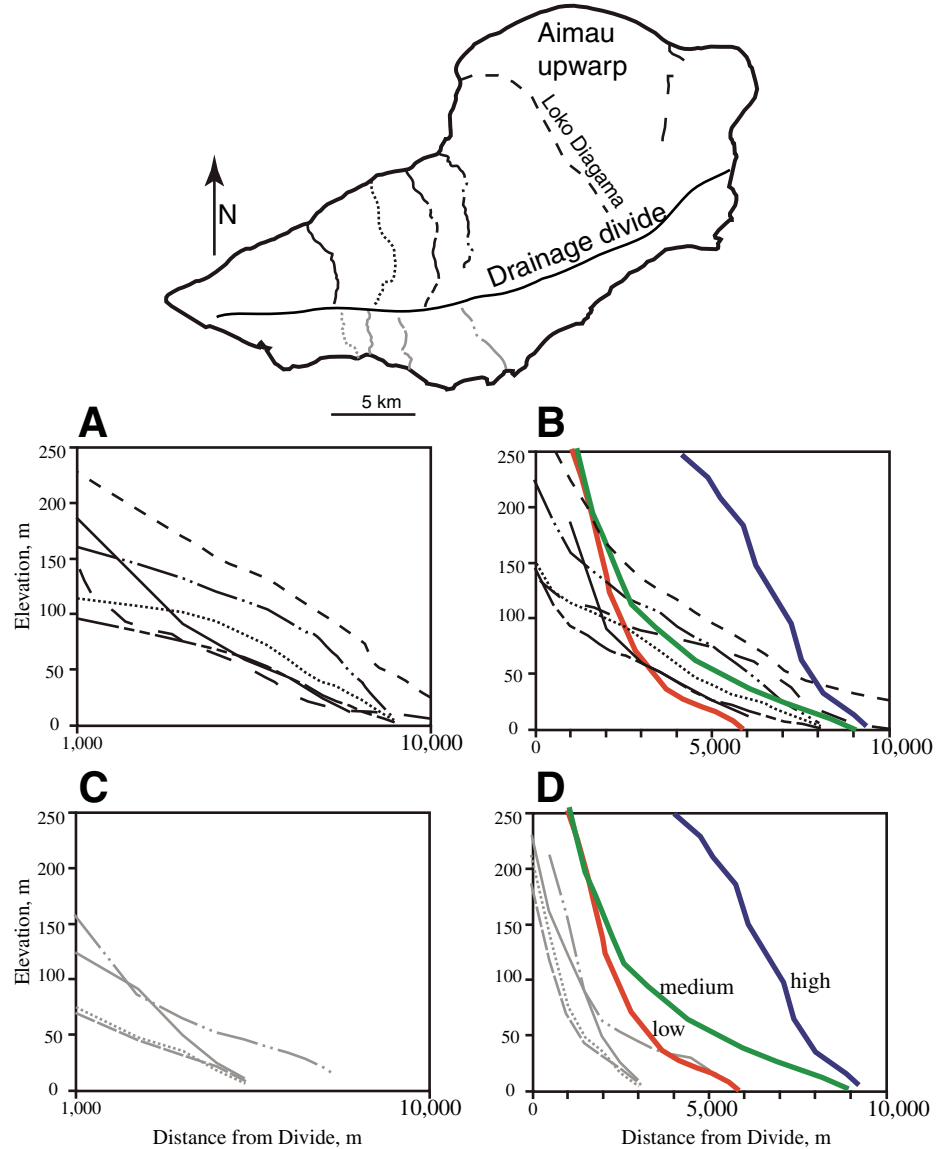 Aimau
upwarp
Loko Diagama
N
Drainage divide
5 km
A
250
200
150
100
50
0
Elevation, m
1,000
10,000
B
250
200
150
100
50
0
0
5,000
10,000
C
250
200
150
100
50
0
Elevation, m
1,000
10,000
Distance from Divide, m
D
250
200
150
100
50
0
medium
high
low
0
5,000
10,000
Distance from Divide, m